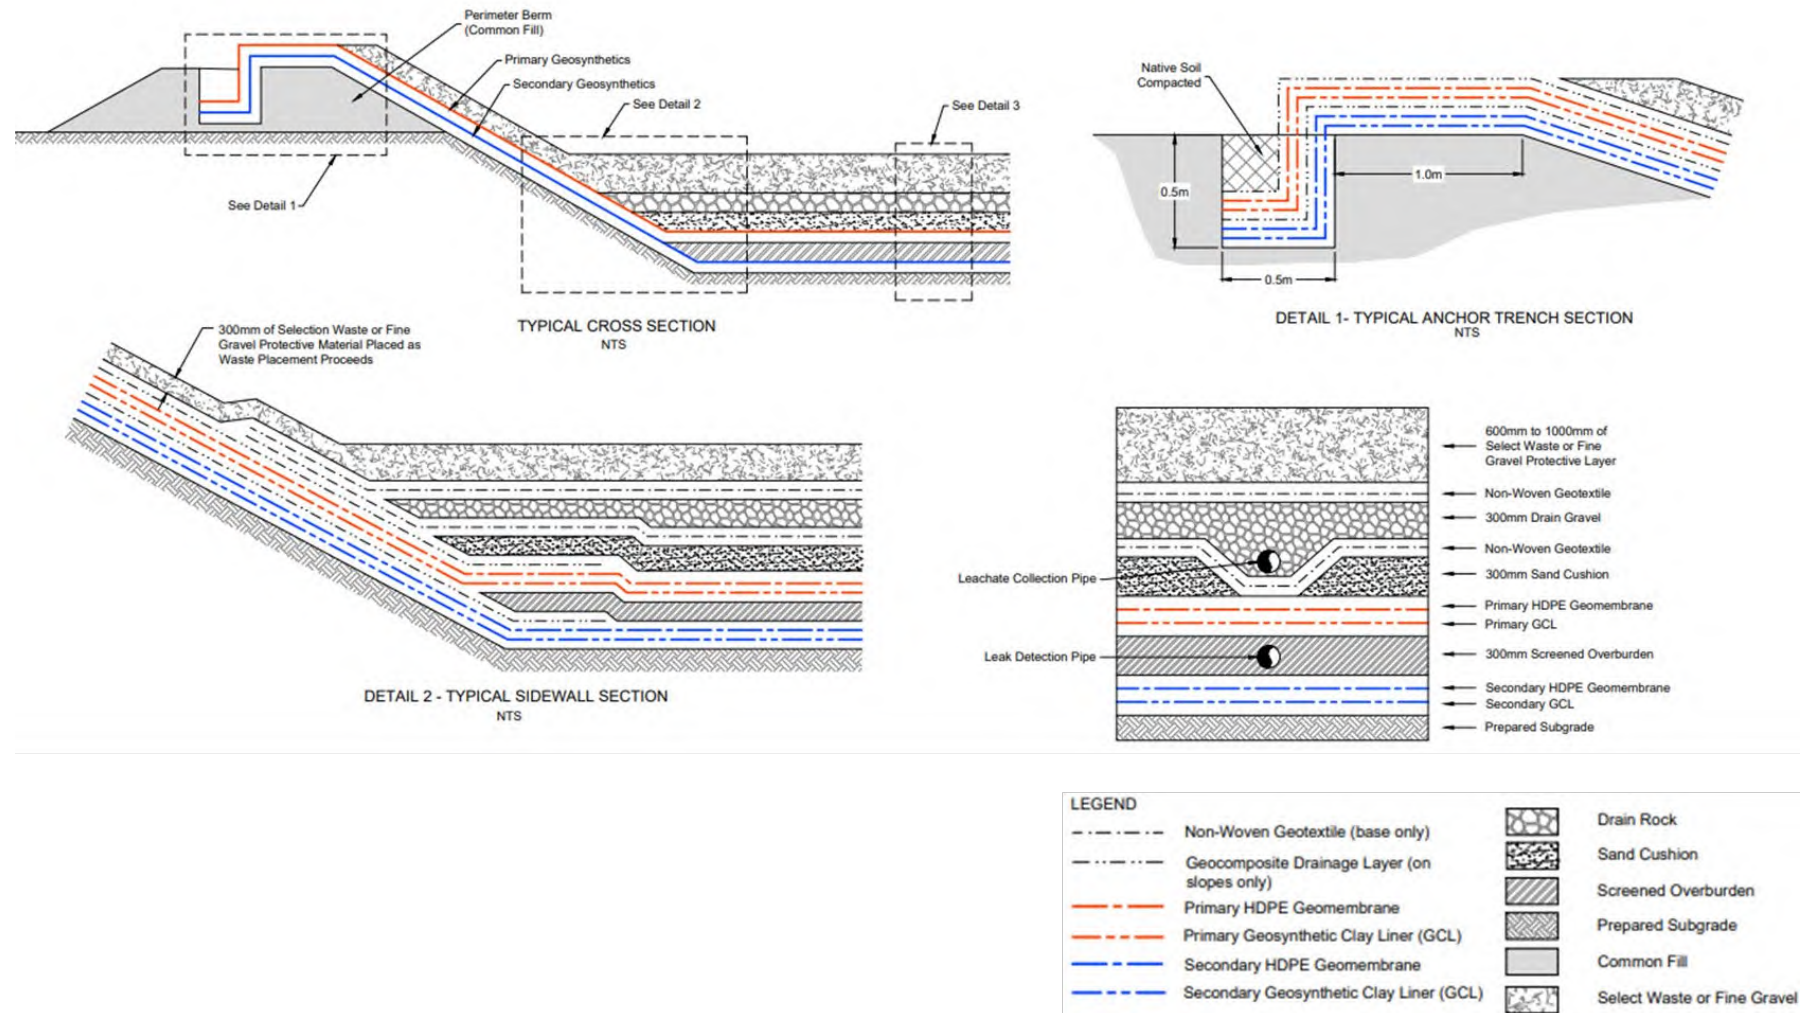 Perimeter Berm
(Common Fill)
Primary Geosynthetics
Secondary Geosynthetics
See Detail 2
See Detail 3
See Detail 1
TYPICAL CROSS SECTION
NTS
Native Soil
Compacted
0.5m
1.0m
0.5m
DETAIL 1- TYPICAL ANCHOR TRENCH SECTION
NTS
300mm of Selection Waste or Fine
Gravel Protective Material Placed as
Waste Placement Proceeds
DETAIL 2 - TYPICAL SIDEWALL SECTION
NTS
600mm to 1000mm of
Select Waste or Fine
Gravel Protective Layer
Non-Woven Geotextile
300mm Drain Gravel
Non-Woven Geotextile
Leachate Collection Pipe
300mm Sand Cushion
Primary HDPE Geomembrane
Primary GCL
Leak Detection Pipe
300mm Screened Overburden
Secondary HDPE Geomembrane
Secondary GCL
Prepared Subgrade
LEGEND
Non-Woven Geotextile (base only)
Geocomposite Drainage Layer (on
slopes only)
Primary HDPE Geomembrane
Primary Geosynthetic Clay Liner (GCL)
Secondary HDPE Geomembrane
Secondary Geosynthetic Clay Liner (GCL)
Drain Rock
Sand Cushion
Screened Overburden
Prepared Subgrade
Common Fill
Select Waste or Fine Gravel